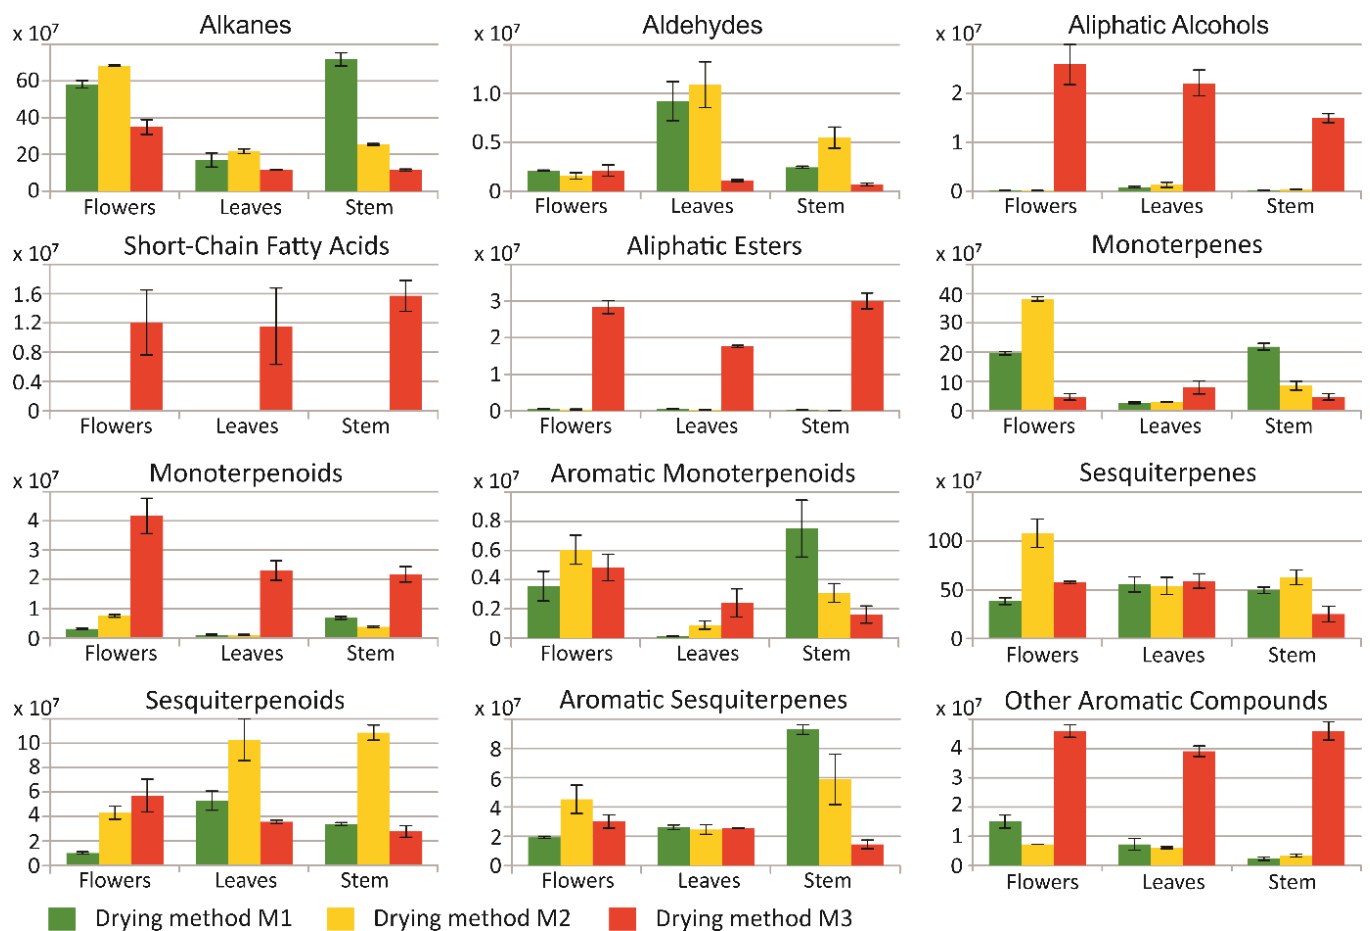 Alkanes
x 10⁷
60
40
20
0
Flowers Leaves Stem
Aldehydes
x 10⁷
1.0
0.5
0
Flowers Leaves Stem
Aliphatic Alcohols
x 10⁷
2
1
0
Flowers Leaves Stem
Short-Chain Fatty Acids
x 10⁷
1.6
1.2
0.8
0.4
0
Flowers Leaves Stem
Aliphatic Esters
x 10⁷
3
2
1
0
Flowers Leaves Stem
Monoterpenes
x 10⁷
40
30
20
10
0
Flowers Leaves Stem
Monoterpenoids
x 10⁷
4
3
2
1
0
Flowers Leaves Stem
Aromatic Monoterpenoids
x 10⁷
0.8
0.6
0.4
0.2
0
Flowers Leaves Stem
Sesquiterpenes
x 10⁷
100
50
0
Flowers Leaves Stem
Sesquiterpenoids
x 10⁷
10
8
6
4
2
0
Flowers Leaves Stem
Aromatic Sesquiterpenes
x 10⁷
8
6
4
2
0
Flowers Leaves Stem
Other Aromatic Compounds
x 10⁷
4
3
2
1
0
Flowers Leaves Stem
Drying method M1 Drying method M2 Drying method M3